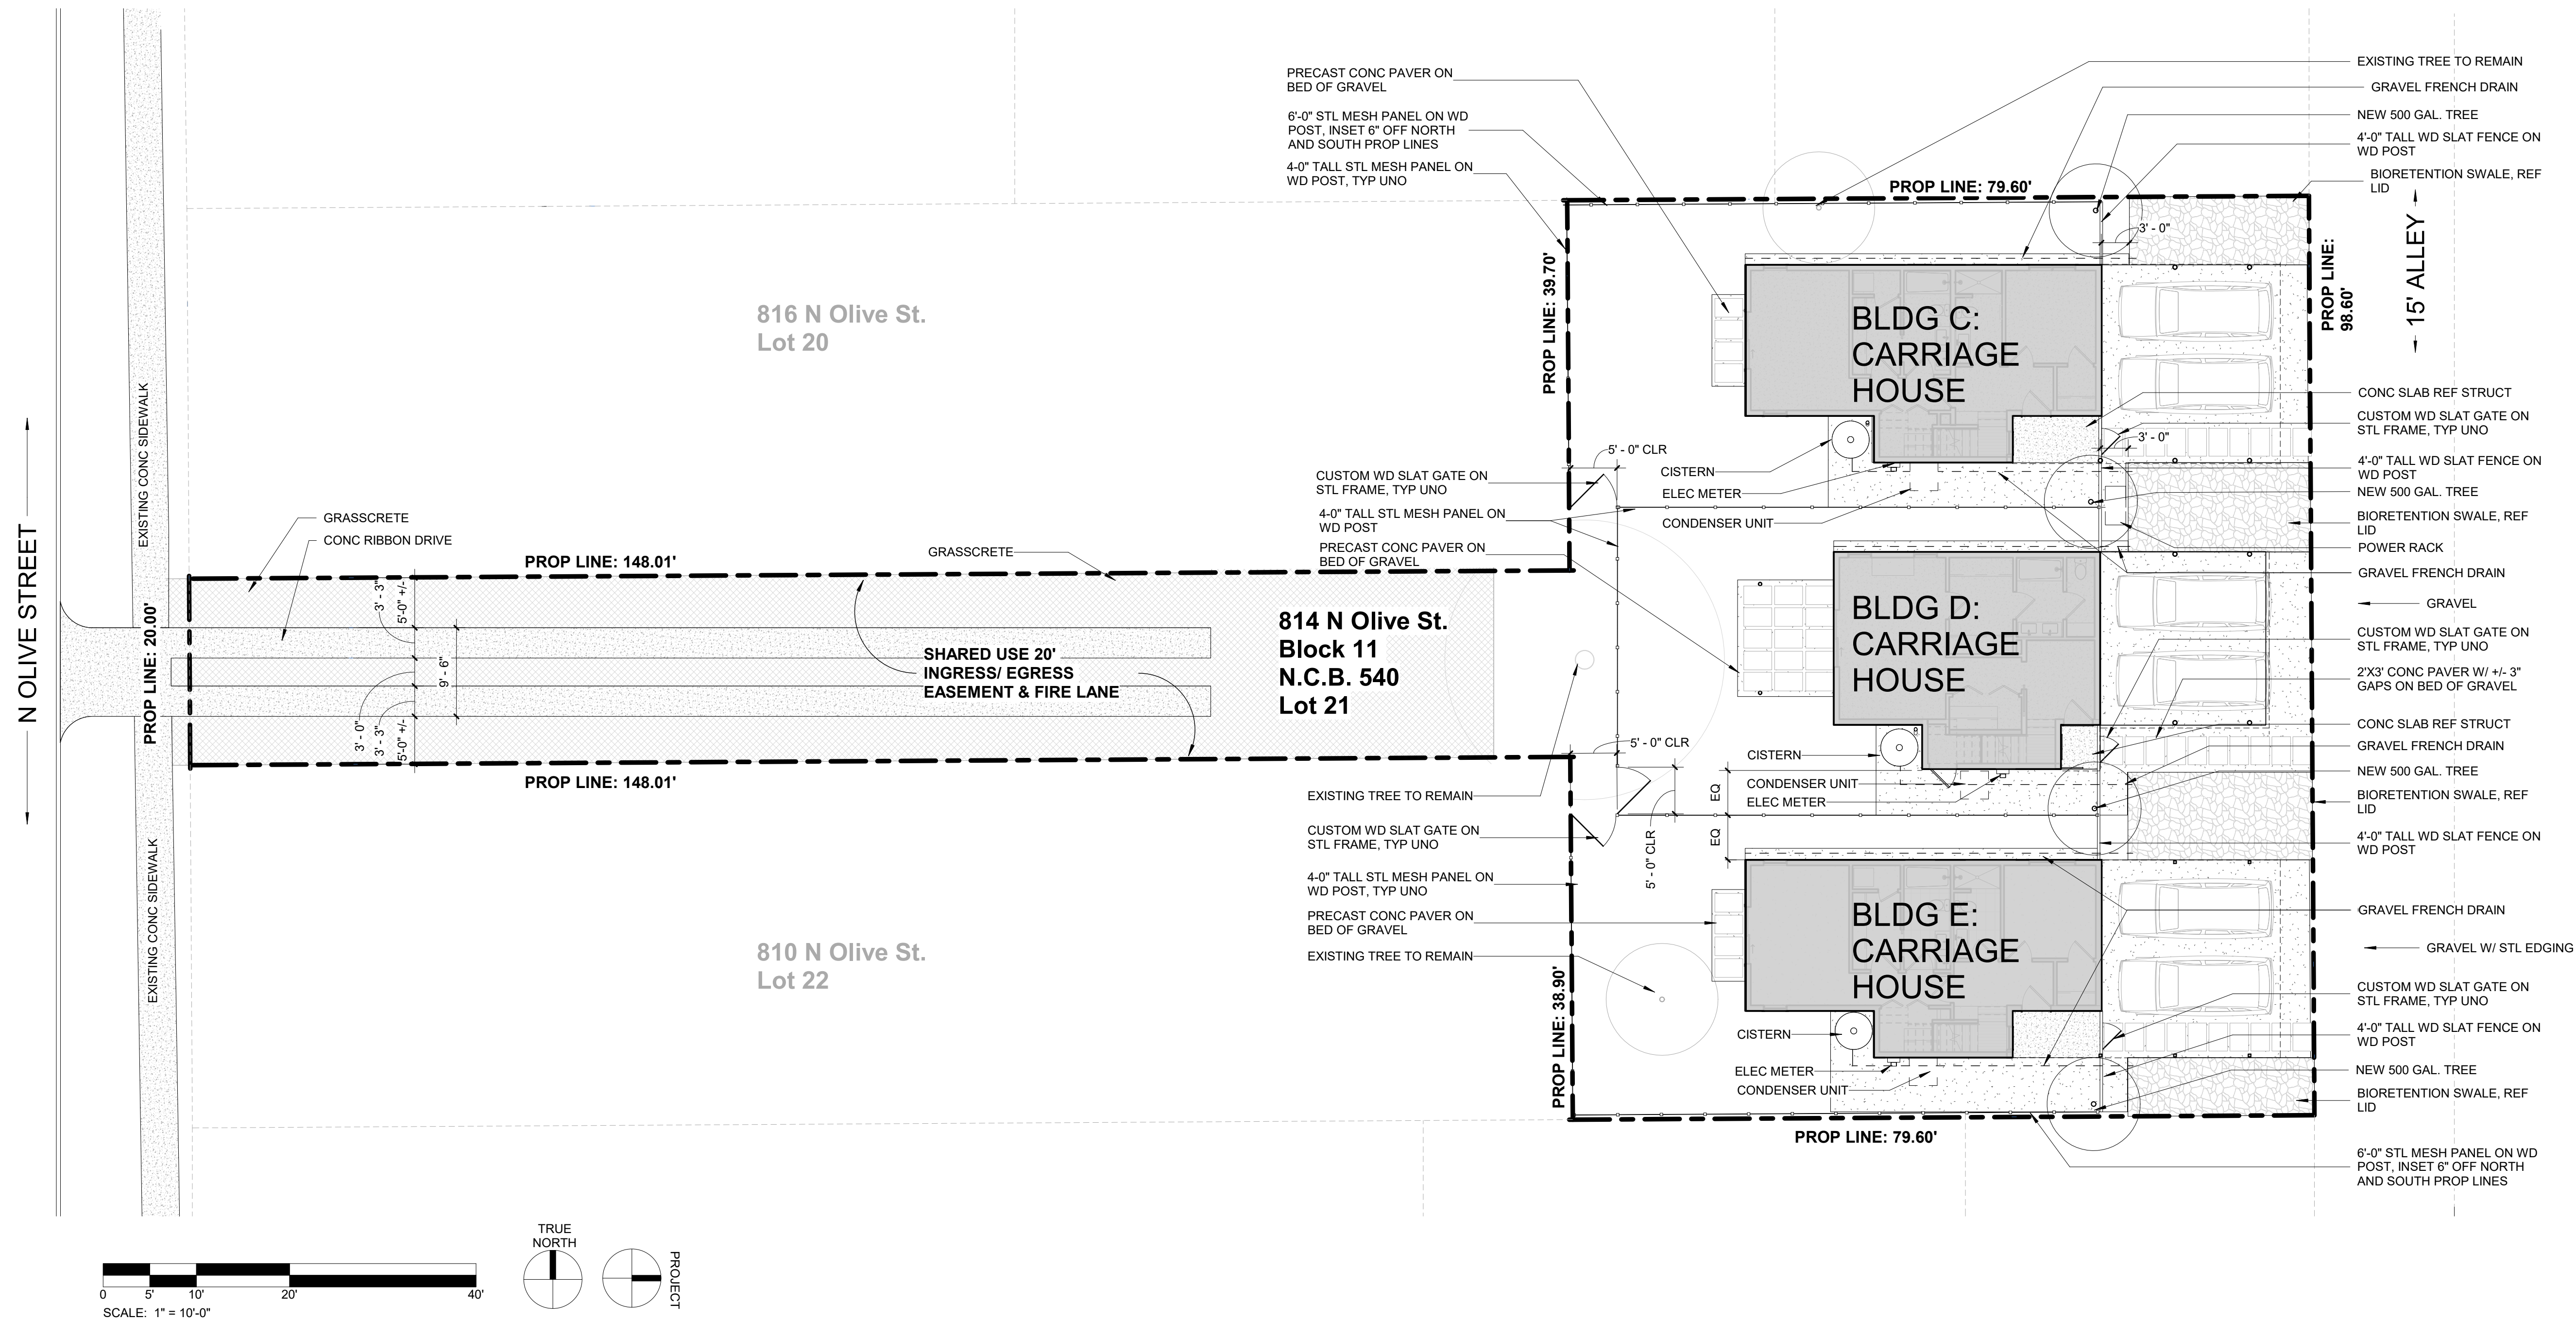 N OLIVE STREET
EXISTING CONC SIDEWALK
EXISTING CONC SIDEWALK
816 N Olive St.
Lot 20
GRASSCRETE
CONC RIBBON DRIVE
PROP LINE: 148.01'
GRASSCRETE
PROP LINE: 20.00'
3' - 3"
5'-0" +/-
9' - 6"
3' - 0"
3' - 3"
5'-0" +/-
SHARED USE 20'
INGRESS/ EGRESS
EASEMENT & FIRE LANE
814 N Olive St.
Block 11
N.C.B. 540
Lot 21
PROP LINE: 148.01'
810 N Olive St.
Lot 22
PRECAST CONC PAVER ON
BED OF GRAVEL
6'-0" STL MESH PANEL ON WD
POST, INSET 6" OFF NORTH
AND SOUTH PROP LINES
4-0" TALL STL MESH PANEL ON
WD POST, TYP UNO
PROP LINE: 39.70'
PROP LINE: 79.60'
5' - 0" CLR
CUSTOM WD SLAT GATE ON
STL FRAME, TYP UNO
4-0" TALL STL MESH PANEL ON
WD POST
PRECAST CONC PAVER ON
BED OF GRAVEL
CISTERN
ELEC METER
CONDENSER UNIT
BLDG C:
CARRIAGE
HOUSE
3' - 0"
3' - 0"
BLDG D:
CARRIAGE
HOUSE
5' - 0" CLR
CISTERN
CONDENSER UNIT
ELEC METER
EQ
EQ
5' - 0" CLR
EXISTING TREE TO REMAIN
CUSTOM WD SLAT GATE ON
STL FRAME, TYP UNO
4-0" TALL STL MESH PANEL ON
WD POST, TYP UNO
PRECAST CONC PAVER ON
BED OF GRAVEL
EXISTING TREE TO REMAIN
PROP LINE: 38.90'
BLDG E:
CARRIAGE
HOUSE
CISTERN
ELEC METER
CONDENSER UNIT
PROP LINE: 79.60'
EXISTING TREE TO REMAIN
GRAVEL FRENCH DRAIN
NEW 500 GAL. TREE
4'-0" TALL WD SLAT FENCE ON
WD POST
BIORETENTION SWALE, REF
LID
PROP LINE:
98.60'
15' ALLEY
CONC SLAB REF STRUCT
CUSTOM WD SLAT GATE ON
STL FRAME, TYP UNO
4'-0" TALL WD SLAT FENCE ON
WD POST
NEW 500 GAL. TREE
BIORETENTION SWALE, REF
LID
POWER RACK
GRAVEL FRENCH DRAIN
GRAVEL
CUSTOM WD SLAT GATE ON
STL FRAME, TYP UNO
2'X3' CONC PAVER W/ +/- 3"
GAPS ON BED OF GRAVEL
CONC SLAB REF STRUCT
GRAVEL FRENCH DRAIN
NEW 500 GAL. TREE
BIORETENTION SWALE, REF
LID
4'-0" TALL WD SLAT FENCE ON
WD POST
GRAVEL FRENCH DRAIN
GRAVEL W/ STL EDGING
CUSTOM WD SLAT GATE ON
STL FRAME, TYP UNO
4'-0" TALL WD SLAT FENCE ON
WD POST
NEW 500 GAL. TREE
BIORETENTION SWALE, REF
LID
6'-0" STL MESH PANEL ON WD
POST, INSET 6" OFF NORTH
AND SOUTH PROP LINES
0 5' 10' 20' 40'
SCALE: 1" = 10'-0"
TRUE
NORTH
PROJECT